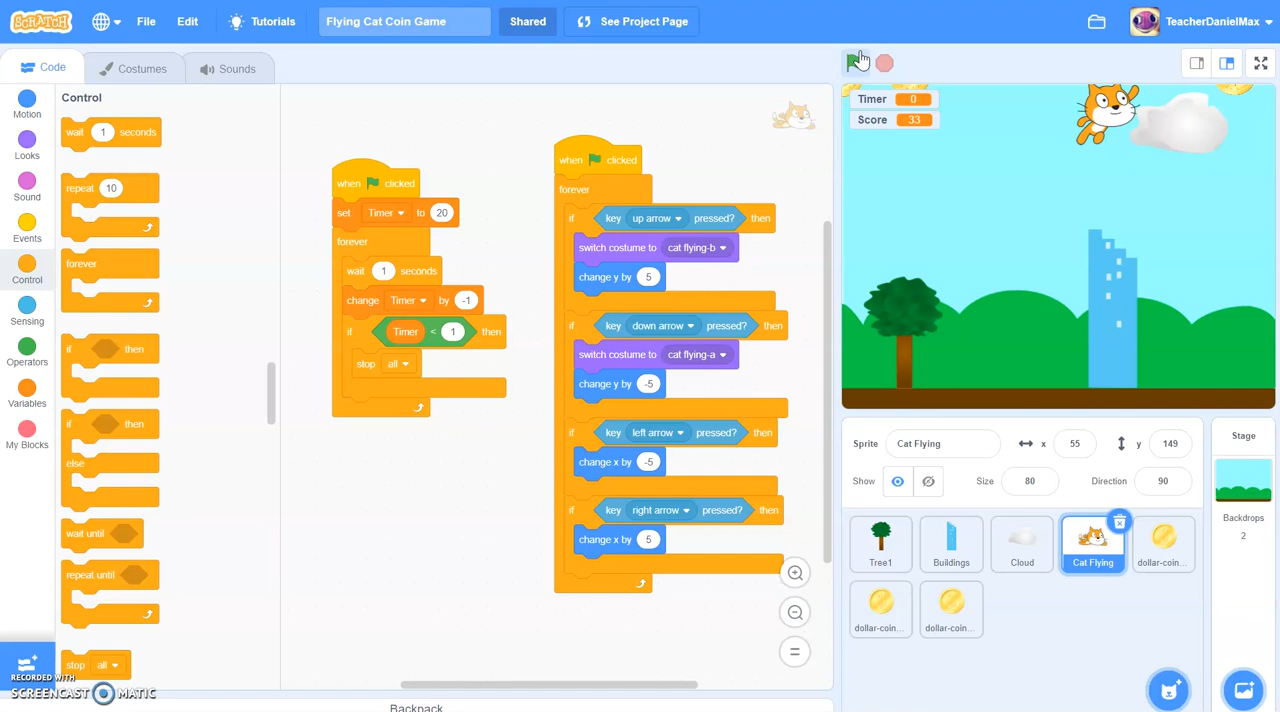 SCRATCH File Edit Tutorials Flying Cat Coin Game Shared See Project Page TeacherDanielMax
Code Costumes Sounds
Motion
Looks
Sound
Events
Control
Sensing
Operators
Variables
My Blocks
Control
wait 1 seconds
repeat 10
forever
if then
if then
else
wait until
repeat until
stop all
when clicked
set Timer to 20
forever
wait 1 seconds
change Timer by -1
if Timer < 1 then
stop all
when clicked
forever
if key up arrow pressed? then
switch costume to cat flying-b
change y by 5
if key down arrow pressed? then
switch costume to cat flying-a
change y by -5
if key left arrow pressed? then
change x by -5
if key right arrow pressed? then
change x by 5
Timer 0
Score 33
Sprite Cat Flying x 55 y 149
Show Size 80 Direction 90
Tree1 Buildings Cloud Cat Flying dollar-coin...
dollar-coin... dollar-coin...
Stage
Backdrops
2
Backpack
RECORDED WITH
SCREENCAST MATIC